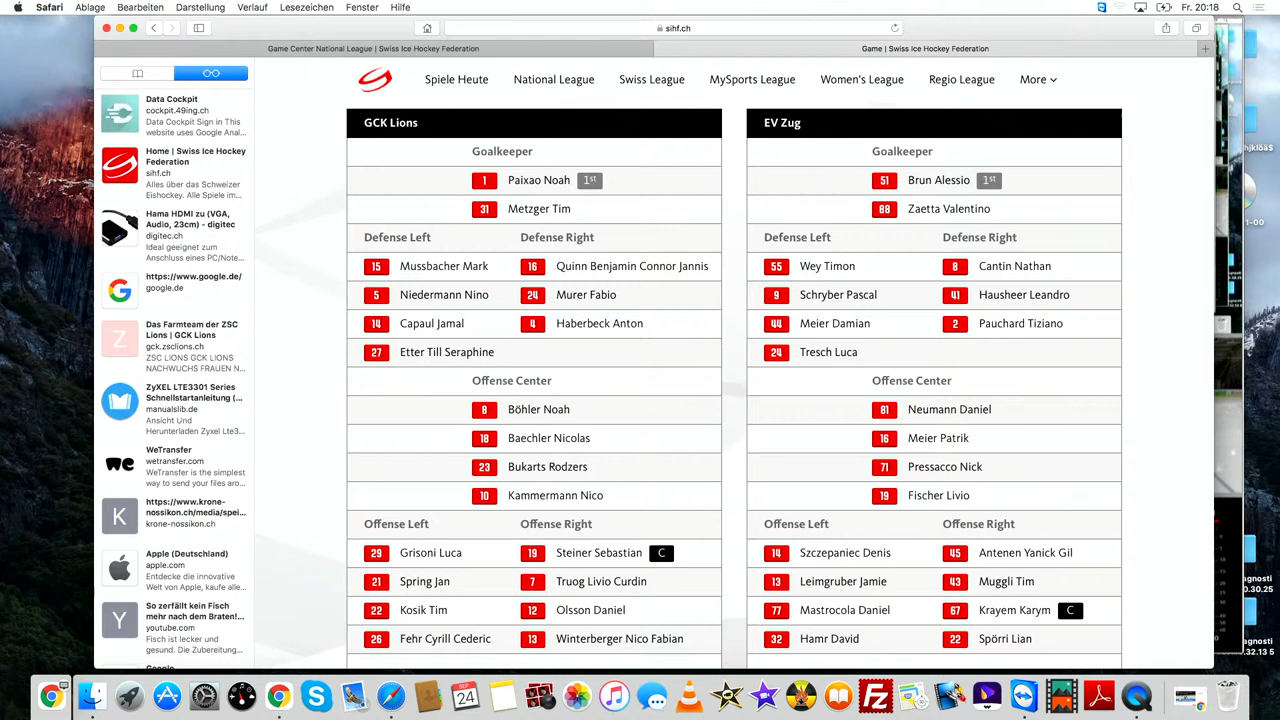 Safari Ablage Bearbeiten Darstellung Verlauf Lesezeichen Fenster Hilfe Fr. 20:18
sihf.ch
Game Center National League | Swiss Ice Hockey Federation
Game | Swiss Ice Hockey Federation
Data Cockpit
cockpit.49ing.ch
Data Cockpit Sign in This
website uses Google Anal...
Home | Swiss Ice Hockey
Federation
sihf.ch
Alles über das Schweizer
Eishockey. Alle Spiele im...
Hama HDMI zu (VGA,
Audio, 23cm) - digitec
digitec.ch
Ideal geeignet zum
Anschluss eines PC/Note...
https://www.google.de/
google.de
Das Farmteam der ZSC
Lions | GCK Lions
gck.zsclions.ch
ZSC LIONS GCK LIONS
NACHWUCHS FRAUEN N...
ZyXEL LTE3301 Series
Schnellstartanleitung (...
manualslib.de
Ansicht Und
Herunterladen Zyxel Lte3...
WeTransfer
wetransfer.com
WeTransfer is the simplest
way to send your files aro...
https://www.krone-
nossikon.ch/media/spei...
krone-nossikon.ch
Apple (Deutschland)
apple.com
Entdecke die innovative
Welt von Apple, kaufe alle...
So zerfällt kein Fisch
mehr nach dem Braten!...
youtube.com
Fisch ist lecker und
gesund. Die Zubereitung...
Google
Spiele Heute National League Swiss League MySports League Women's League Regio League More
GCK Lions
Goalkeeper
1 Paixao Noah 1st
31 Metzger Tim
Defense Left Defense Right
15 Mussbacher Mark 16 Quinn Benjamin Connor Jannis
5 Niedermann Nino 24 Murer Fabio
14 Capaul Jamal 4 Haberbeck Anton
27 Etter Till Seraphine
Offense Center
8 Böhler Noah
18 Baechler Nicolas
23 Bukarts Rodzers
10 Kammermann Nico
Offense Left Offense Right
29 Grisoni Luca 19 Steiner Sebastian C
21 Spring Jan 7 Truog Livio Curdin
22 Kosik Tim 12 Olsson Daniel
26 Fehr Cyrill Cederic 13 Winterberger Nico Fabian
EV Zug
Goalkeeper
51 Brun Alessio 1st
88 Zaetta Valentino
Defense Left Defense Right
55 Wey Timon 8 Cantin Nathan
9 Schryber Pascal 41 Hausheer Leandro
44 Meier Damian 2 Pauchard Tiziano
24 Tresch Luca
Offense Center
81 Neumann Daniel
16 Meier Patrik
71 Pressacco Nick
19 Fischer Livio
Offense Left Offense Right
14 Szczepaniec Denis 45 Antenen Yanick Gil
13 Leimgruber Jamie 43 Muggli Tim
77 Mastrocola Daniel 67 Krayem Karym C
32 Hamr David 22 Spörri Lian
hjklöä$
1-00
agnosti
.30.25
agnosti
.32.13 5
SEP
24